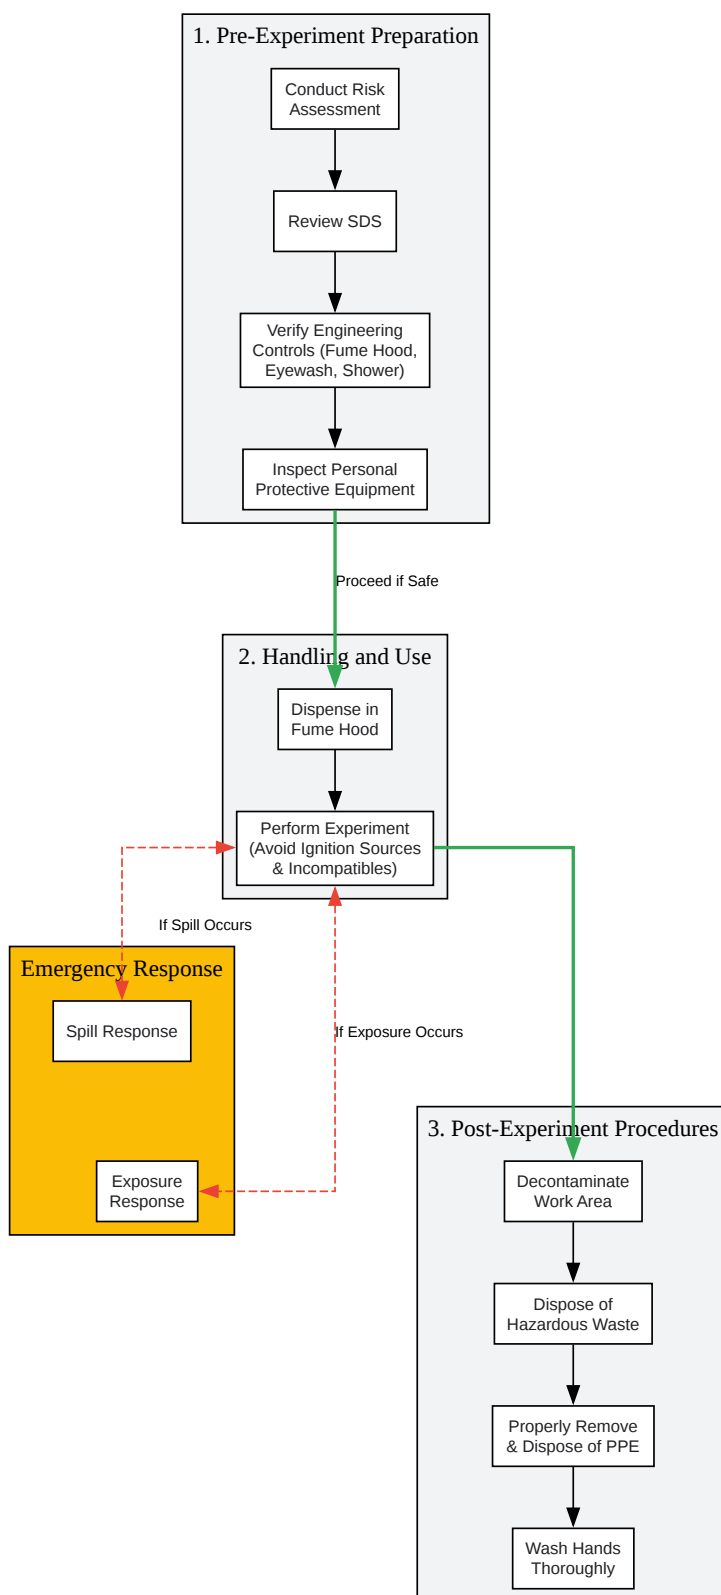 1. Pre-Experiment Preparation
Conduct Risk
Assessment
Review SDS
Verify Engineering
Controls (Fume Hood,
Eyewash, Shower)
Inspect Personal
Protective Equipment
Proceed if Safe
2. Handling and Use
Dispense in
Fume Hood
Perform Experiment
(Avoid Ignition Sources
& Incompatibles)
If Spill Occurs
Emergency Response
Spill Response
If Exposure Occurs
Exposure
Response
3. Post-Experiment Procedures
Decontaminate
Work Area
Dispose of
Hazardous Waste
Properly Remove
& Dispose of PPE
Wash Hands
Thoroughly